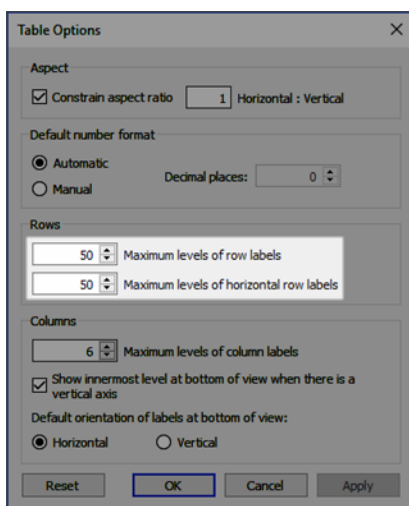 Table Options
Aspect
Constrain aspect ratio 1 Horizontal : Vertical
Default number format
Automatic
Manual
Decimal places: 0
Rows
50 Maximum levels of row labels
50 Maximum levels of horizontal row labels
Columns
6 Maximum levels of column labels
Show innermost level at bottom of view when there is a
vertical axis
Default orientation of labels at bottom of view:
Horizontal Vertical
Reset OK Cancel Apply